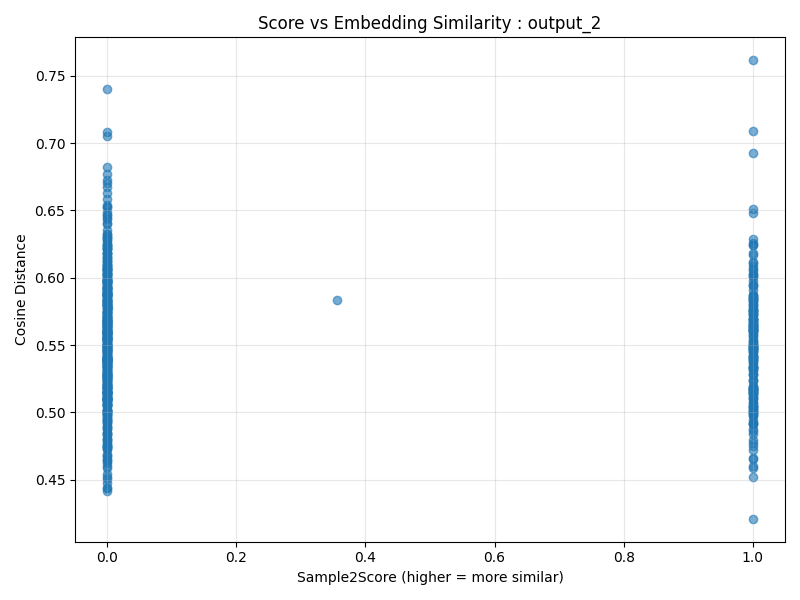 Score vs Embedding Similarity : output_2
Cosine Distance
0.75
0.70
0.65
0.60
0.55
0.50
0.45
0.0 0.2 0.4 0.6 0.8 1.0
Sample2Score (higher = more similar)